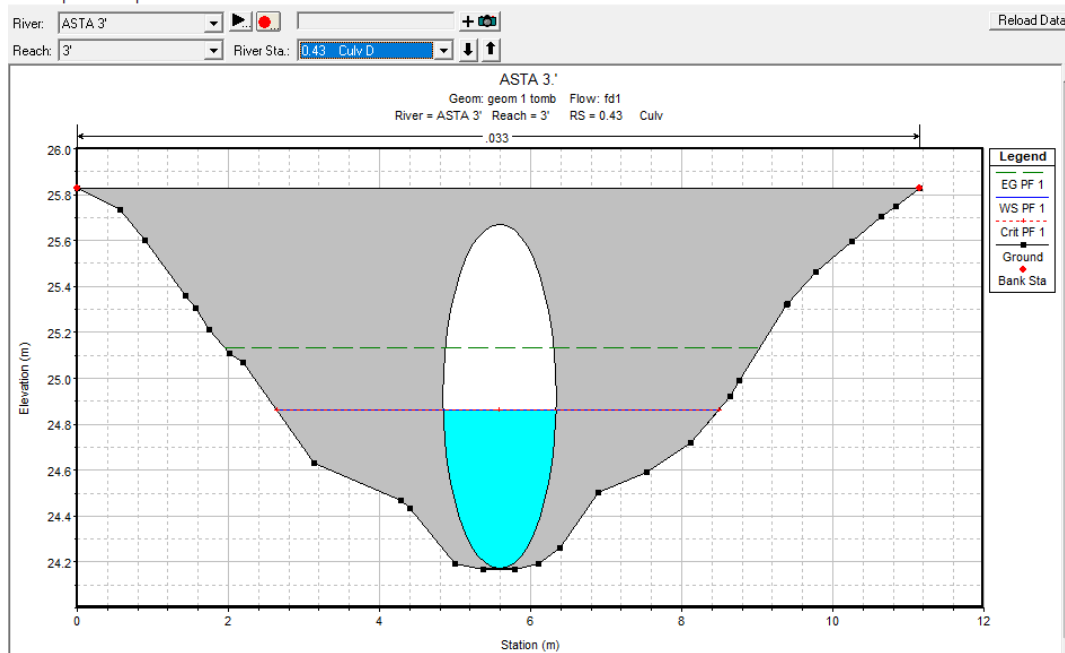 River: ASTA 3'
Reload Data
Reach: 3' River Sta.: 0.43 Culv D
ASTA 3.'
Geom: geom 1 tomb Flow: fd1
River = ASTA 3' Reach = 3' RS = 0.43 Culv
.033
26.0
25.8
25.6
25.4
25.2
25.0
24.8
24.6
24.4
24.2
Elevation (m)
0 2 4 6 8 10 12
Station (m)
Legend
EG PF 1
WS PF 1
Crit PF 1
Ground
Bank Sta